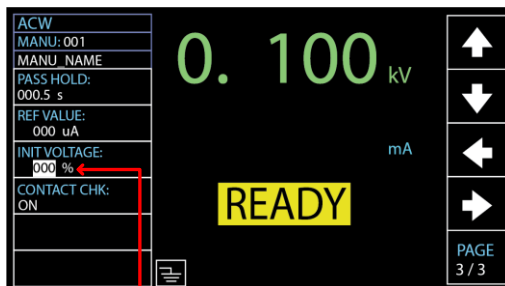 ACW
MANU: 001
MANU_NAME
PASS HOLD:
000.5 s
REF VALUE:
000 uA
INIT VOLTAGE:
000 %
CONTACT CHK:
ON
0. 100 kV
mA
READY
PAGE
3 / 3